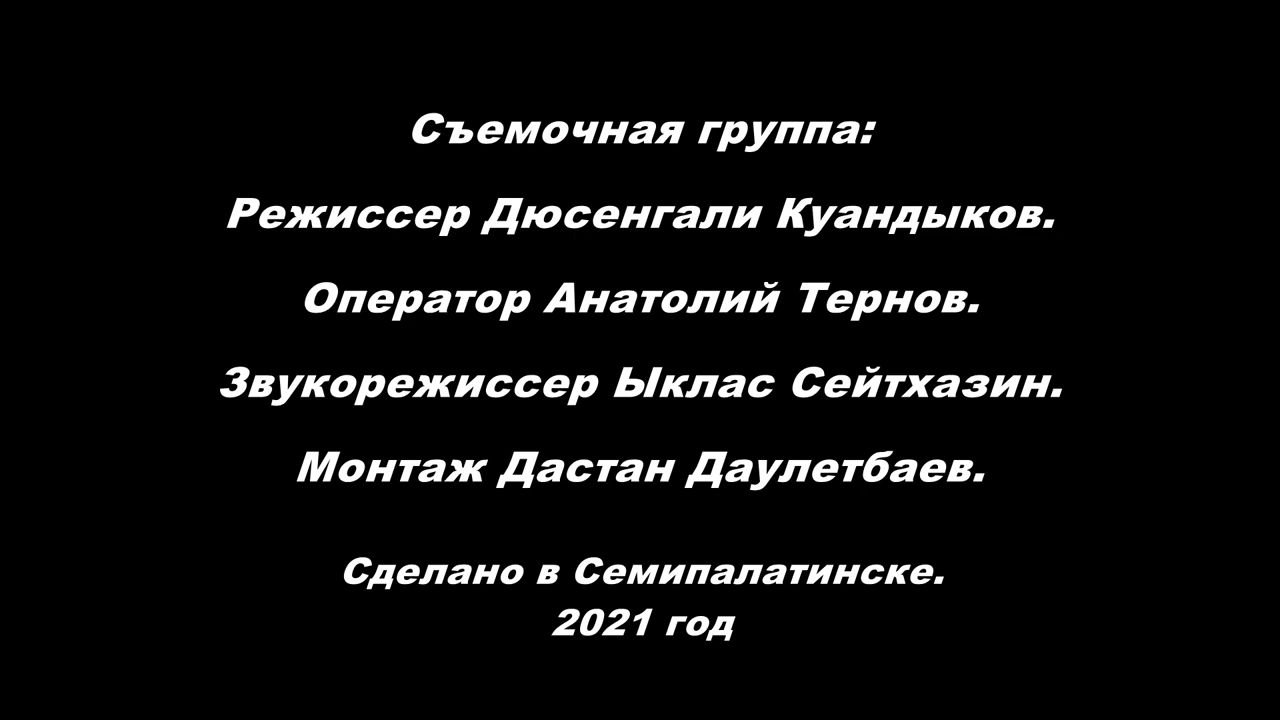 Съемочная группа:
Режиссер Дюсенгали Куандыков.
Оператор Анатолий Тернов.
Звукорежиссер Ыклас Сейтхазин.
Монтаж Дастан Даулетбаев.
Сделано в Семипалатинске.
2021 год